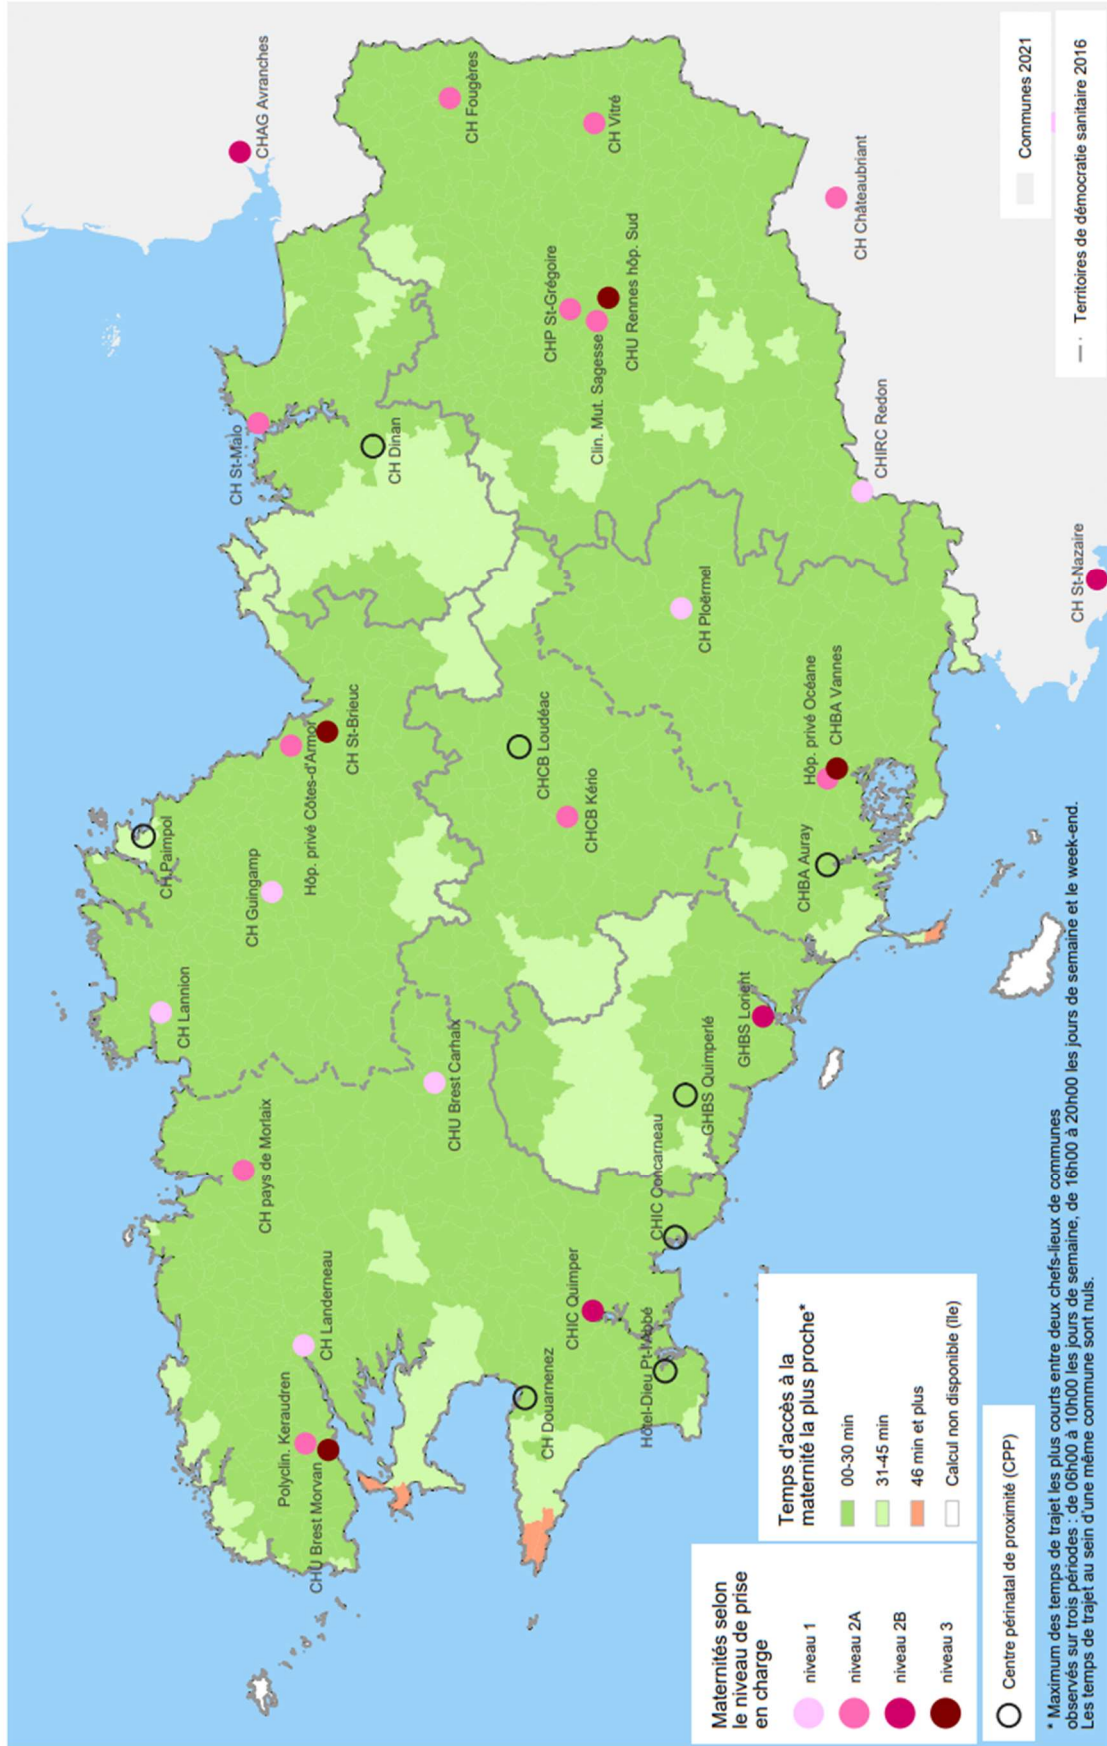 CHAG Avranches
CH Fougères
CH Vitré
CH Châteaubriant
CHP St-Grégoire
Clin. Mut. Sagesse
CHU Rennes hôp. Sud
CH St-Malo
CH Dinan
CHIRC Redon
CH St-Nazaire
CH Ploërmel
Hôp. privé Océane
CHBA Vannes
CHBA Auray
CH St-Brieuc
Hôp. privé Côtes-d'Armor
CHCB Loudéac
CHCB Kério
CH Paimpol
CH Guingamp
CH Lannion
CHU Brest Carhaix
GHBS Lorient
GHBS Quimperlé
CH pays de Morlaix
CHIC Concarneau
CHIC Quimper
CH Landerneau
Polyclin. Keraudren
CHU Brest Morvan
CH Douarnenez
Hôtel-Dieu Pt-l'Abbé
Maternités selon
le niveau de prise
en charge
niveau 1
niveau 2A
niveau 2B
niveau 3
Centre périnatal de proximité (CPP)
Temps d'accès à la
maternité la plus proche*
00-30 min
31-45 min
46 min et plus
Calcul non disponible (île)
Communes 2021
Territoires de démocratie sanitaire 2016
* Maximum des temps de trajet les plus courts entre deux chefs-lieux de communes
observés sur trois périodes : de 06h00 à 10h00 les jours de semaine, de 16h00 à 20h00 les jours de semaine et le week-end.
Les temps de trajet au sein d'une même commune sont nuls.